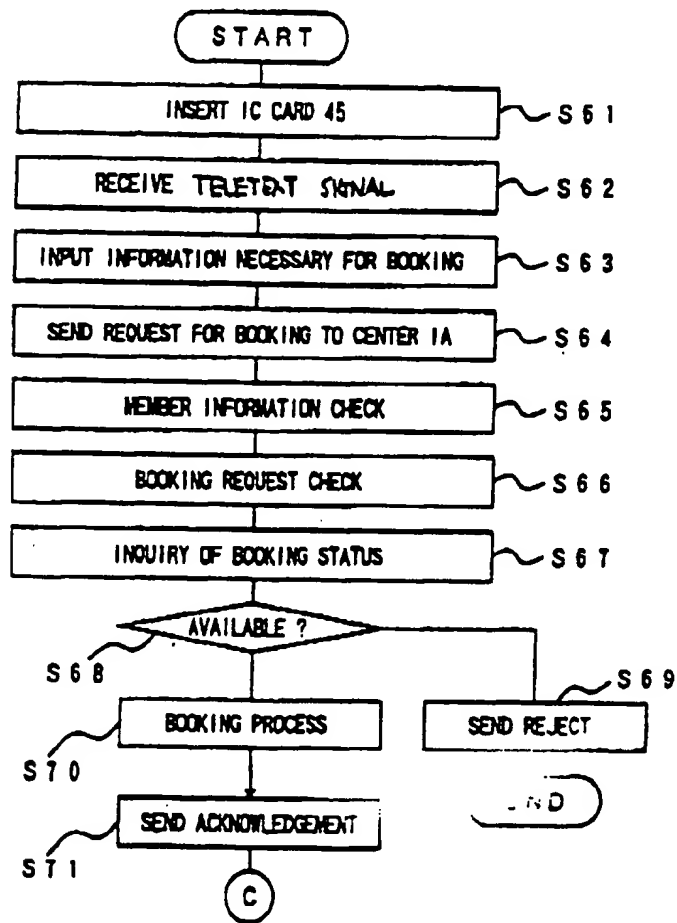 START
INSERT IC CARD 45
S61
RECEIVE TELETEXT SIGNAL
S62
INPUT INFORMATION NECESSARY FOR BOOKING
S63
SEND REQUEST FOR BOOKING TO CENTER 1A
S64
MEMBER INFORMATION CHECK
S65
BOOKING REQUEST CHECK
S66
INQUIRY OF BOOKING STATUS
S67
AVAILABLE ?
S68
S69
BOOKING PROCESS
SEND REJECT
S70
END
SEND ACKNOWLEDGEMENT
S71
C